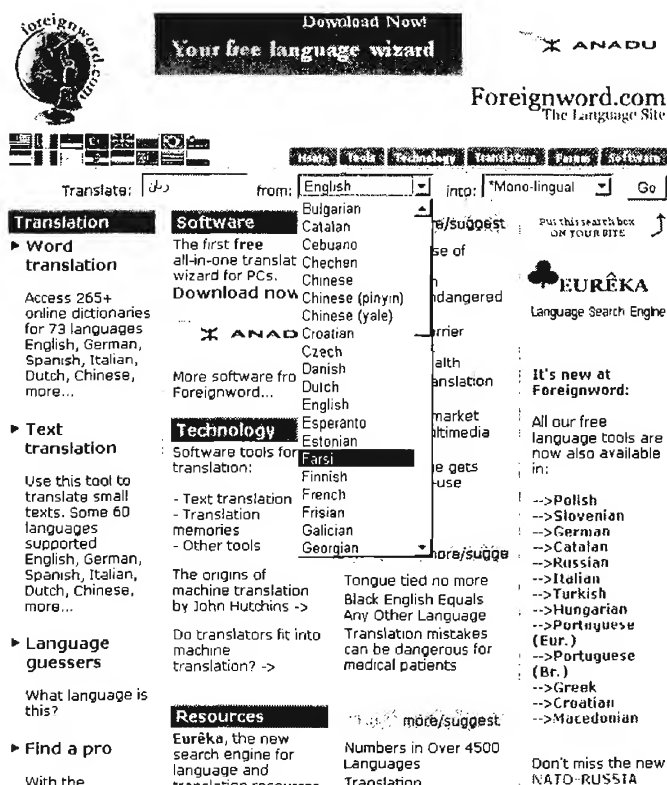 foreignword.com
Download Now!
Your free language wizard
ANADU
Foreignword.com
The Language Site
Home Tools Technology Translators Forums Software
Translate: زبان from: English into: *Mono-lingual Go
Translation
Word
translation
Access 265+
online dictionaries
for 73 languages
English, German,
Spanish, Italian,
Dutch, Chinese,
more...
Text
translation
Use this tool to
translate small
texts. Some 60
languages
supported
English, German,
Spanish, Italian,
Dutch, Chinese,
more...
Language
guessers
What language is
this?
Find a pro
With the
Software
The first free
all-in-one translat
wizard for PCs.
Download now
ANAD
More software fro
Foreignword...
Technology
Software tools for
translation:
- Text translation
- Translation
memories
- Other tools
The origins of
machine translation
by John Hutchins ->
Do translators fit into
machine
translation? ->
Resources
Eurêka, the new
search engine for
language and
translation resources
Bulgarian
Catalan
Cebuano
Chechen
Chinese
Chinese (pinyin)
Chinese (yale)
Croatian
Czech
Danish
Dutch
English
Esperanto
Estonian
Farsi
Finnish
French
Frisian
Galician
Georgian
re/suggest
se of
ndangered
rrier
alth
anslation
market
ltimedia
e gets
-use
more/sugge
Tongue tied no more
Black English Equals
Any Other Language
Translation mistakes
can be dangerous for
medical patients
more/suggest
Numbers in Over 4500
Languages
Translation
Put this search box
ON YOUR SITE
EURÊKA
Language Search Engine
It's new at
Foreignword:
All our free
language tools are
now also available
in:
-->Polish
-->Slovenian
-->German
-->Catalan
-->Russian
-->Italian
-->Turkish
-->Hungarian
-->Portuguese
(Eur.)
-->Portuguese
(Br.)
-->Greek
-->Croatian
-->Macedonian
Don't miss the new
NATO-RUSSIA